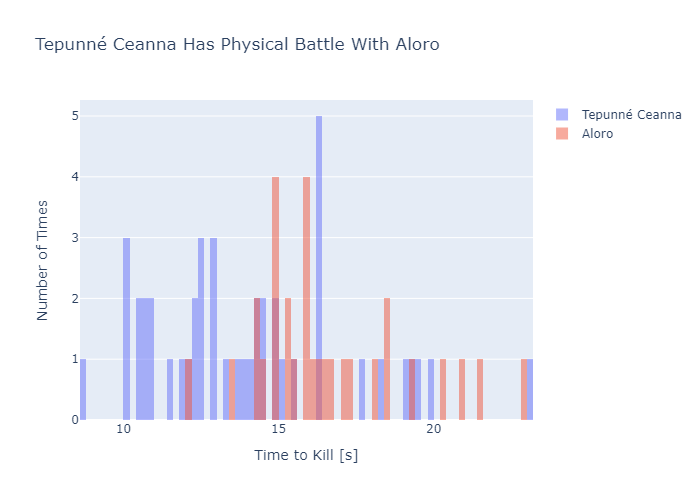 Tepunné Ceanna Has Physical Battle With Aloro
Tepunné Ceanna
Aloro
Number of Times
5
4
3
2
1
0
10
15
20
Time to Kill [s]